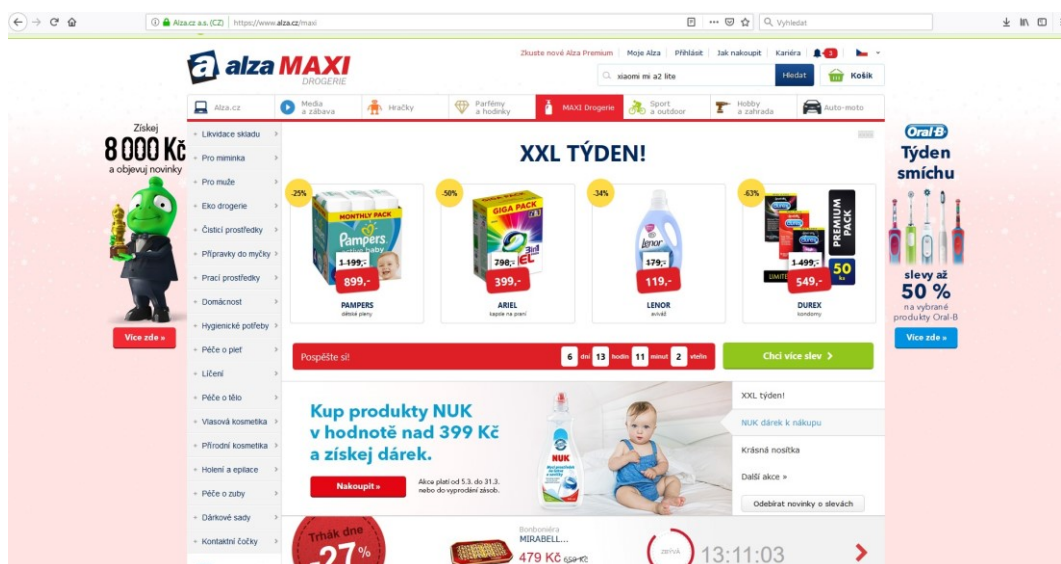 Alza.cz a.s. (CZ)
https://www.alza.cz/maxi
Vyhledat
Zkuste nové Alza Premium
Moje Alza
Přihlásit
Jak nakoupit
Kariéra
3
alza MAXI
DROGERIE
xiaomi mi a2 lite
Hledat
Košík
Alza.cz
Media
a zábava
Hračky
Parfémy
a hodinky
MAXI Drogerie
Sport
a outdoor
Hobby
a zahrada
Auto-moto
Získej
8 000 Kč
a objevuj novinky
Více zde »
Likvidace skladu
Pro miminka
Pro muže
Eko drogerie
Čisticí prostředky
Přípravky do myčky
Prací prostředky
Domácnost
Hygienické potřeby
Péče o pleť
Líčení
Péče o tělo
Vlasová kosmetika
Přírodní kosmetika
Holení a epilace
Péče o zuby
Dárkové sady
Kontaktní čočky
XXL TÝDEN!
-25%
MONTHLY PACK
Pampers
active baby
1 199,-
899,-
PAMPERS
dětské pleny
-50%
GIGA PACK
3in1
798,-
399,-
ARIEL
kapsle na praní
-34%
Lenor
179,-
119,-
LENOR
aviváž
-63%
durex
PREMIUM
PACK
1 499,-
50
ks
549,-
DUREX
kondomy
Pospěšte si!
6 dní 13 hodin 11 minut 2 vteřin
Chci více slev
Kup produkty NUK
v hodnotě nad 399 Kč
a získej dárek.
Nakoupit »
Akce platí od 5.3. do 31.3.
nebo do vyprodání zásob.
NUK
XXL týden!
NUK dárek k nákupu
Krásná nosítka
Další akce »
Odebírat novinky o slevách
Trhák dne
-27%
Bonboniéra
MIRABELL...
479 Kč 659 Kč
ZBÝVÁ
13:11:03
Oral-B
Týden
smíchu
slevy až
50 %
na vybrané
produkty Oral-B
Více zde »